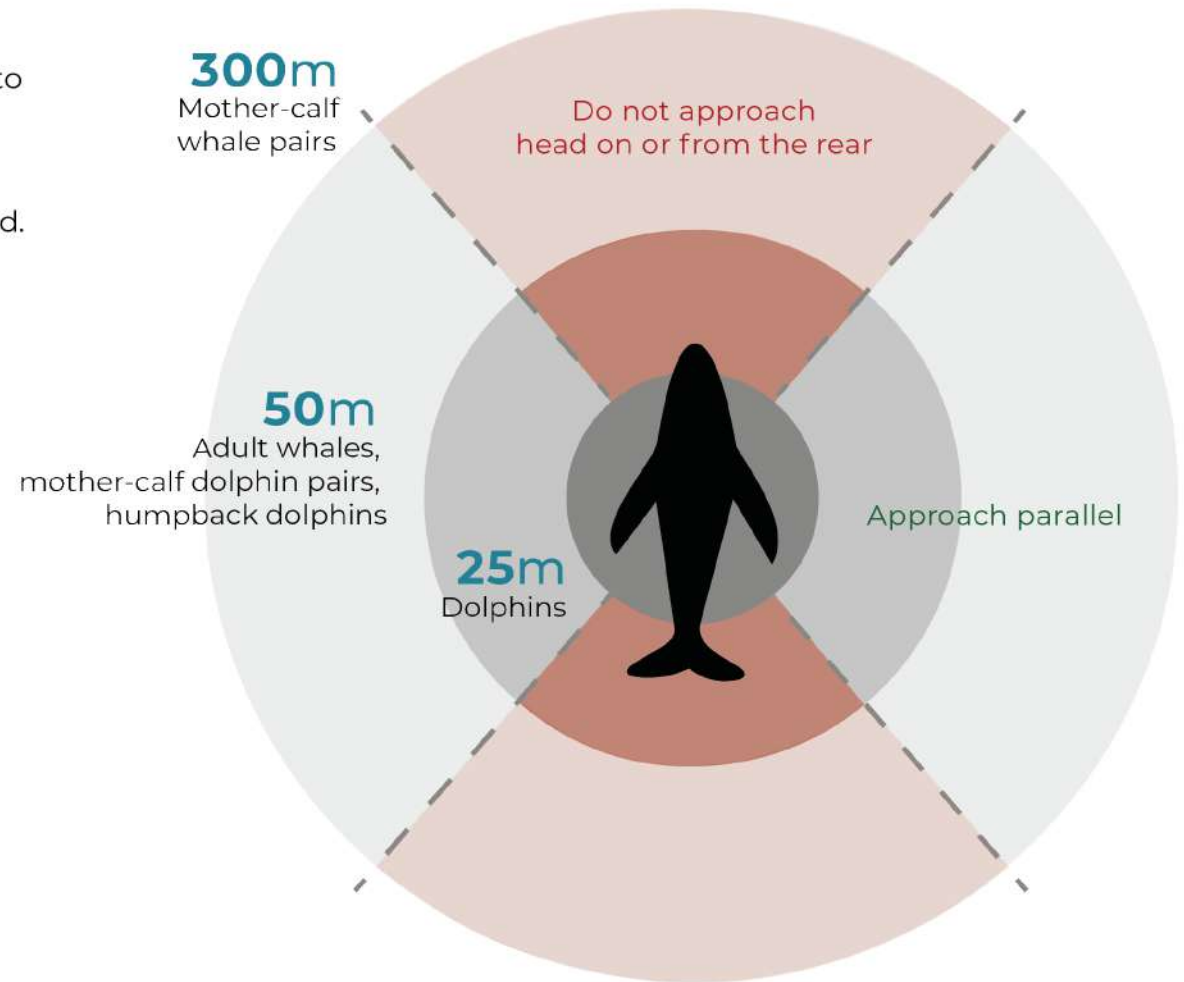 to
d.
300m
Mother-calf
whale pairs
Do not approach
head on or from the rear
50m
Adult whales,
mother-calf dolphin pairs,
humpback dolphins
Approach parallel
25m
Dolphins